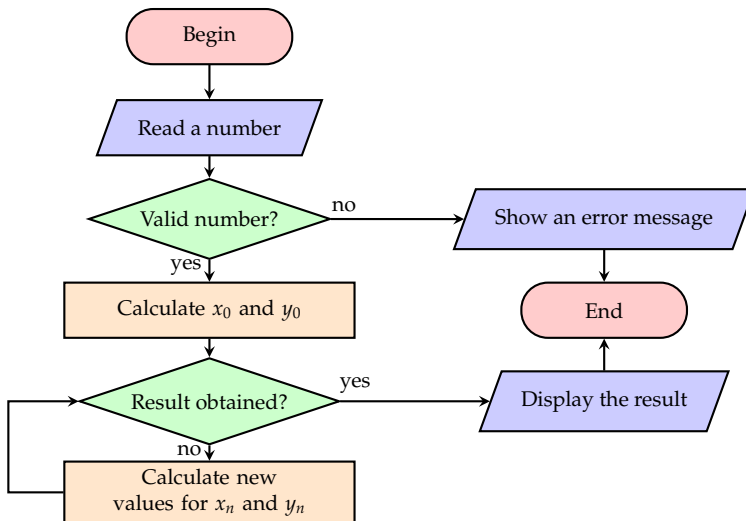 Begin
Read a number
Valid number?
no
Show an error message
yes
Calculate x₀ and y₀
End
Result obtained?
yes
Display the result
no
Calculate new
values for xₙ and yₙ